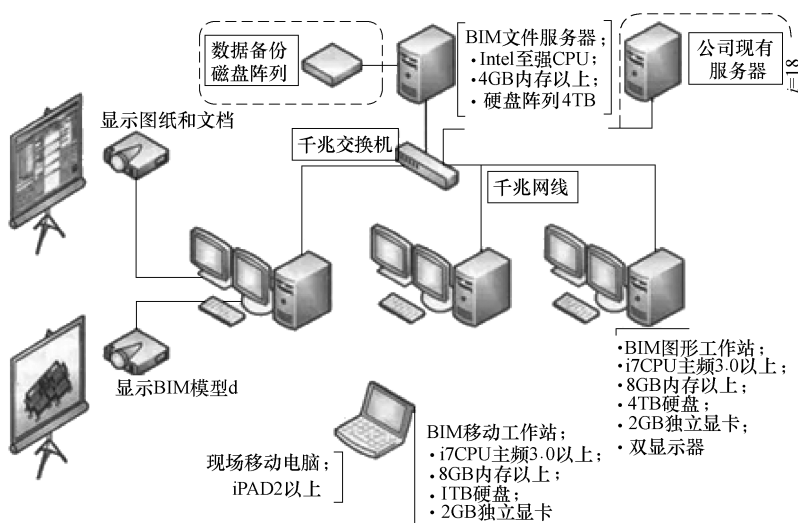 数据备份
磁盘阵列
BIM文件服务器；
·Intel至强CPU；
·4GB内存以上；
·硬盘阵列4TB
公司现有
服务器
j=18
显示图纸和文档
千兆交换机
千兆网线
显示BIM模型d
·BIM图形工作站；
·i7CPU主频3.0以上；
·8GB内存以上；
·4TB硬盘；
·2GB独立显卡；
·双显示器
现场移动电脑；
iPAD2以上
BIM移动工作站；
·i7CPU主频3.0以上；
·8GB内存以上；
·1TB硬盘；
·2GB独立显卡